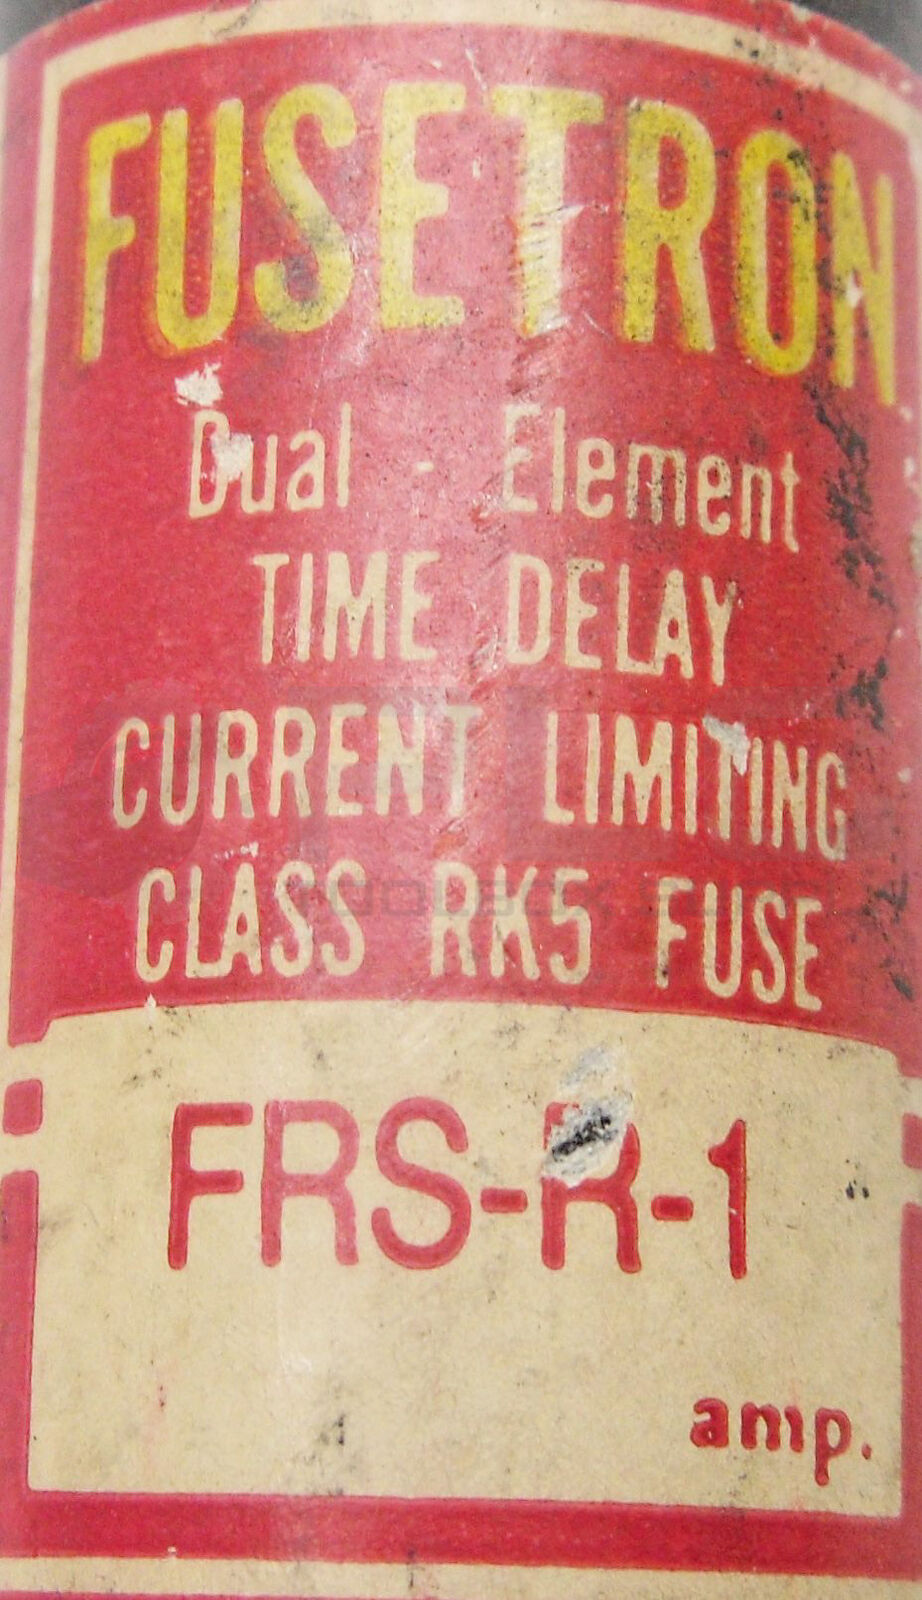 FUSETRON
Dual - Element
TIME DELAY
CURRENT LIMITING
CLASS RK5 FUSE
FRS-R-1
amp.